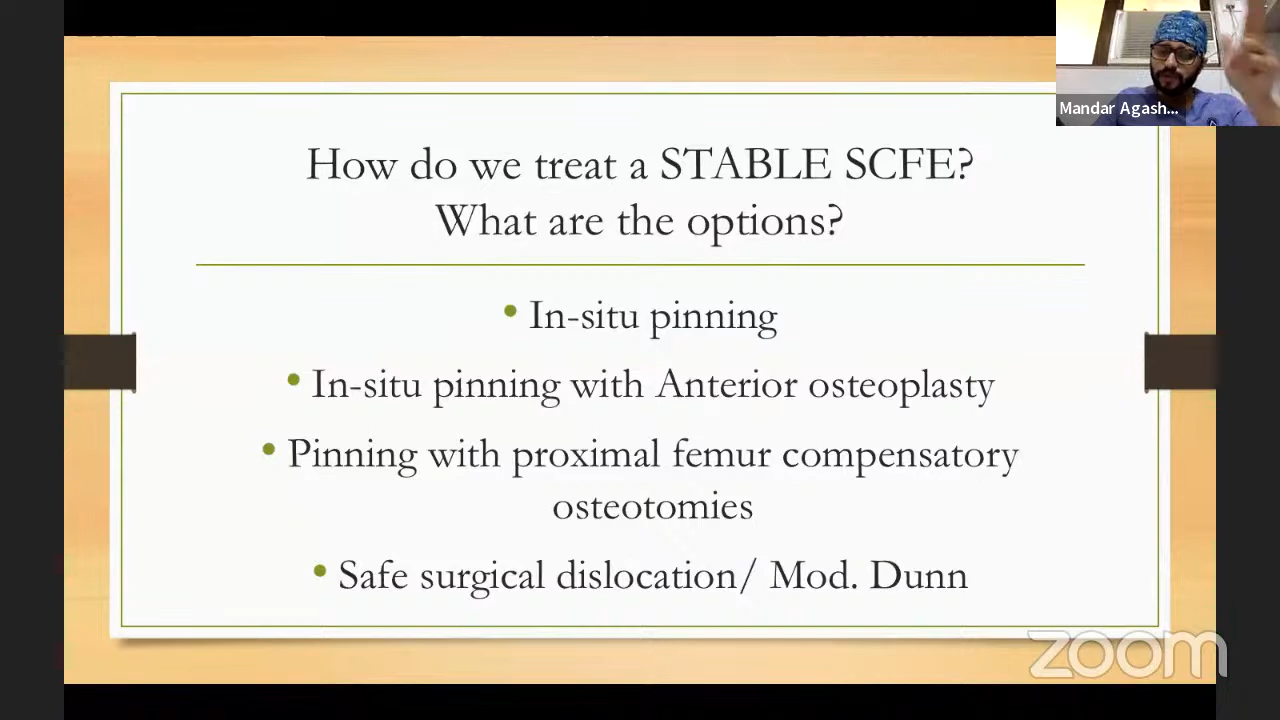 Mandar Agash...
How do we treat a STABLE SCFE?
What are the options?
• In-situ pinning
• In-situ pinning with Anterior osteoplasty
• Pinning with proximal femur compensatory
osteotomies
• Safe surgical dislocation/ Mod. Dunn
zoom